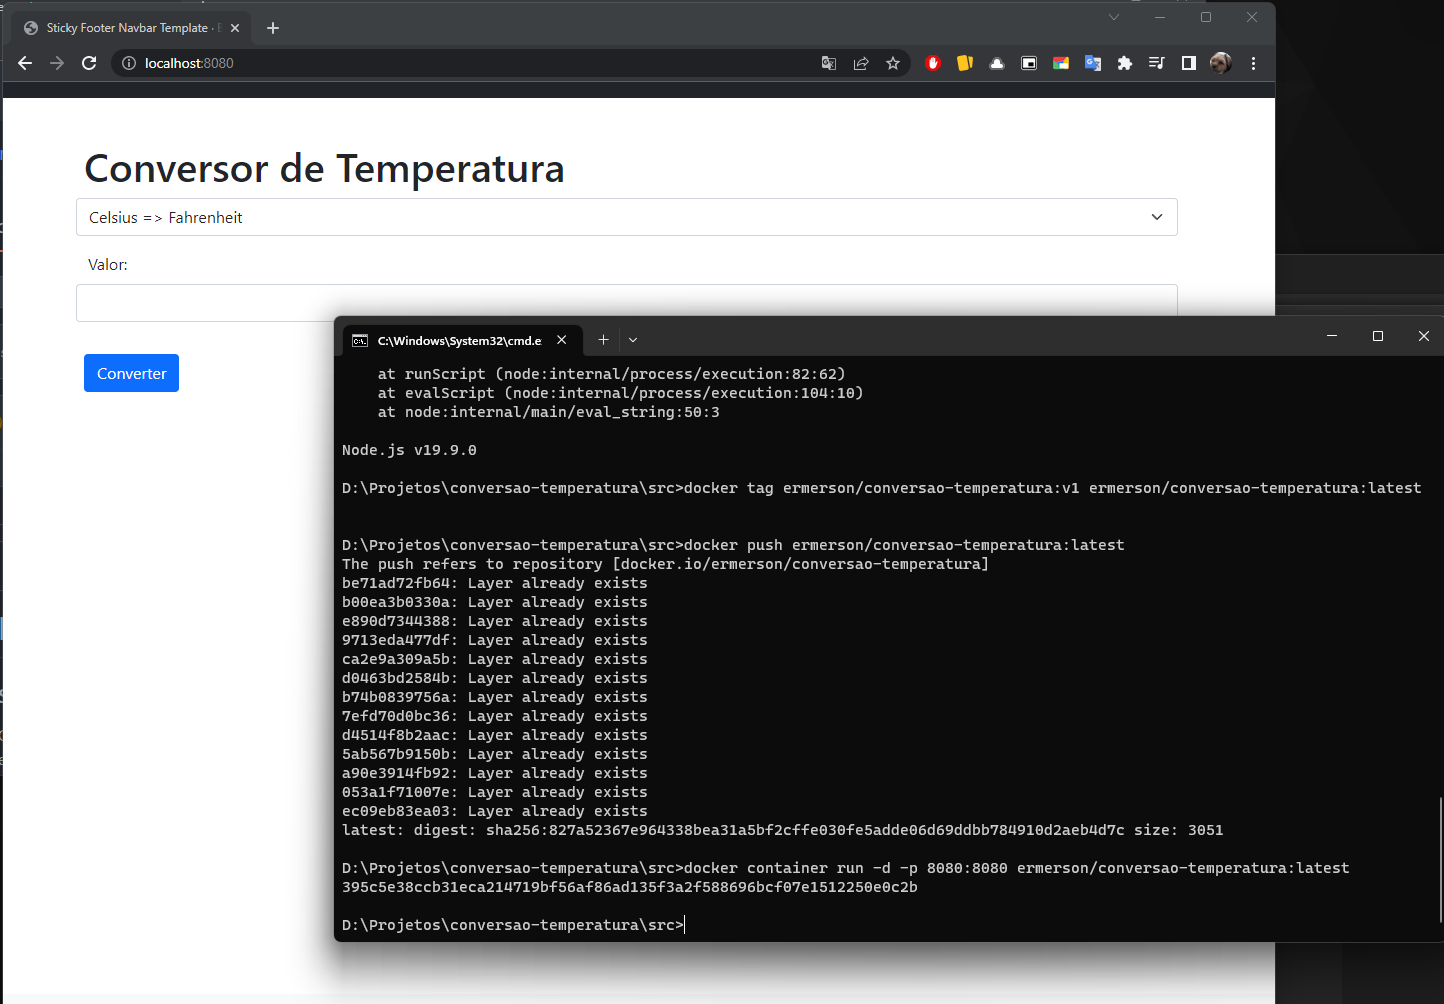 Sticky Footer Navbar Template ·
localhost:8080
Conversor de Temperatura
Celsius => Fahrenheit
Valor:
Converter
C:\Windows\System32\cmd.e
    at runScript (node:internal/process/execution:82:62)
    at evalScript (node:internal/process/execution:104:10)
    at node:internal/main/eval_string:50:3
Node.js v19.9.0
D:\Projetos\conversao-temperatura\src>docker tag ermerson/conversao-temperatura:v1 ermerson/conversao-temperatura:latest
D:\Projetos\conversao-temperatura\src>docker push ermerson/conversao-temperatura:latest
The push refers to repository [docker.io/ermerson/conversao-temperatura]
be71ad72fb64: Layer already exists
b00ea3b0330a: Layer already exists
e890d7344388: Layer already exists
9713eda477df: Layer already exists
ca2e9a309a5b: Layer already exists
d0463bd2584b: Layer already exists
b74b0839756a: Layer already exists
7efd70d0bc36: Layer already exists
d4514f8b2aac: Layer already exists
5ab567b9150b: Layer already exists
a90e3914fb92: Layer already exists
053a1f71007e: Layer already exists
ec09eb83ea03: Layer already exists
latest: digest: sha256:827a52367e964338bea31a5bf2cffe030fe5adde06d69ddbb784910d2aeb4d7c size: 3051
D:\Projetos\conversao-temperatura\src>docker container run -d -p 8080:8080 ermerson/conversao-temperatura:latest
395c5e38ccb31eca214719bf56af86ad135f3a2f588696bcf07e1512250e0c2b
D:\Projetos\conversao-temperatura\src>